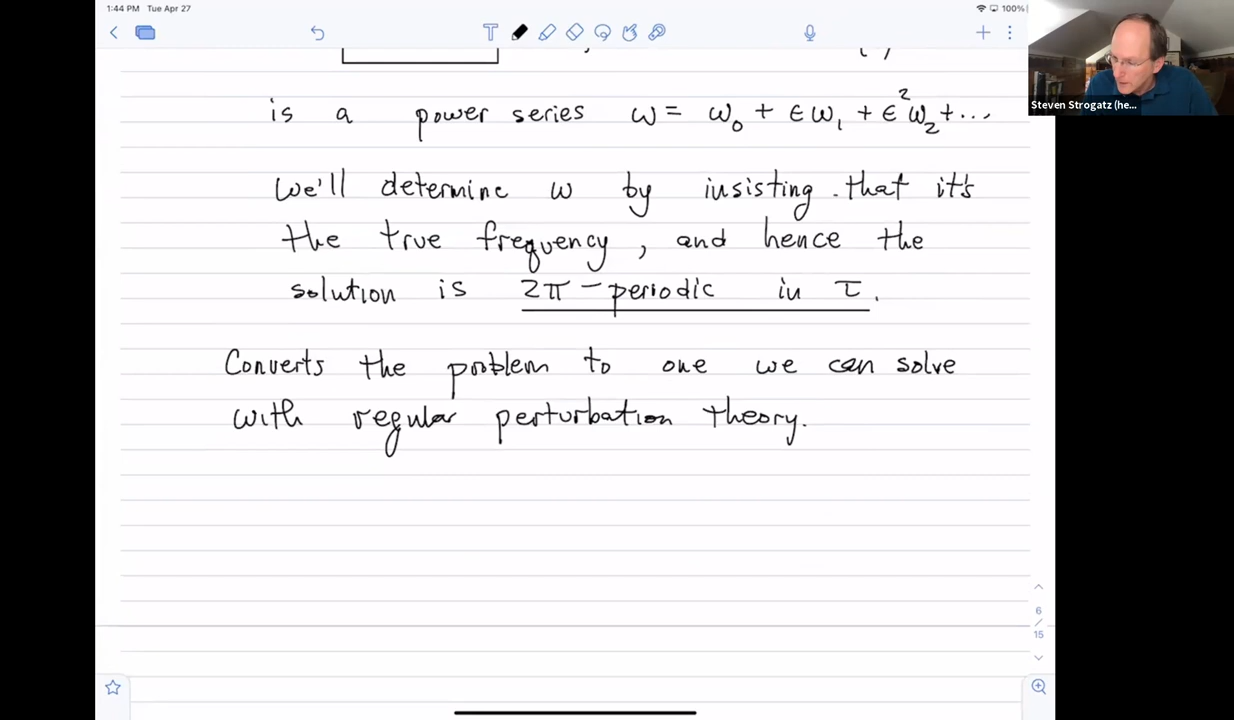 1:44 PM Tue Apr 27
100%
Steven Strogatz (he...
is a power series ω = ω₀ + εω₁ + ε²ω₂ + ...
We'll determine ω by insisting that it's
the true frequency, and hence the
solution is 2π-periodic in τ.
Converts the problem to one we can solve
with regular perturbation theory.
6
/
15